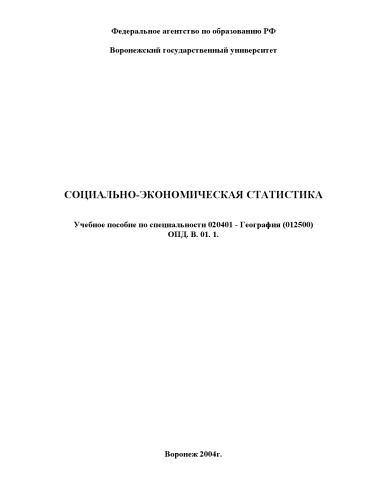 Федеральное агентство по образованию РФ
Воронежский государственный университет
СОЦИАЛЬНО-ЭКОНОМИЧЕСКАЯ СТАТИСТИКА
Учебное пособие по специальности 020401 - География (012500)
ОПД. В. 01. 1.
Воронеж 2004г.